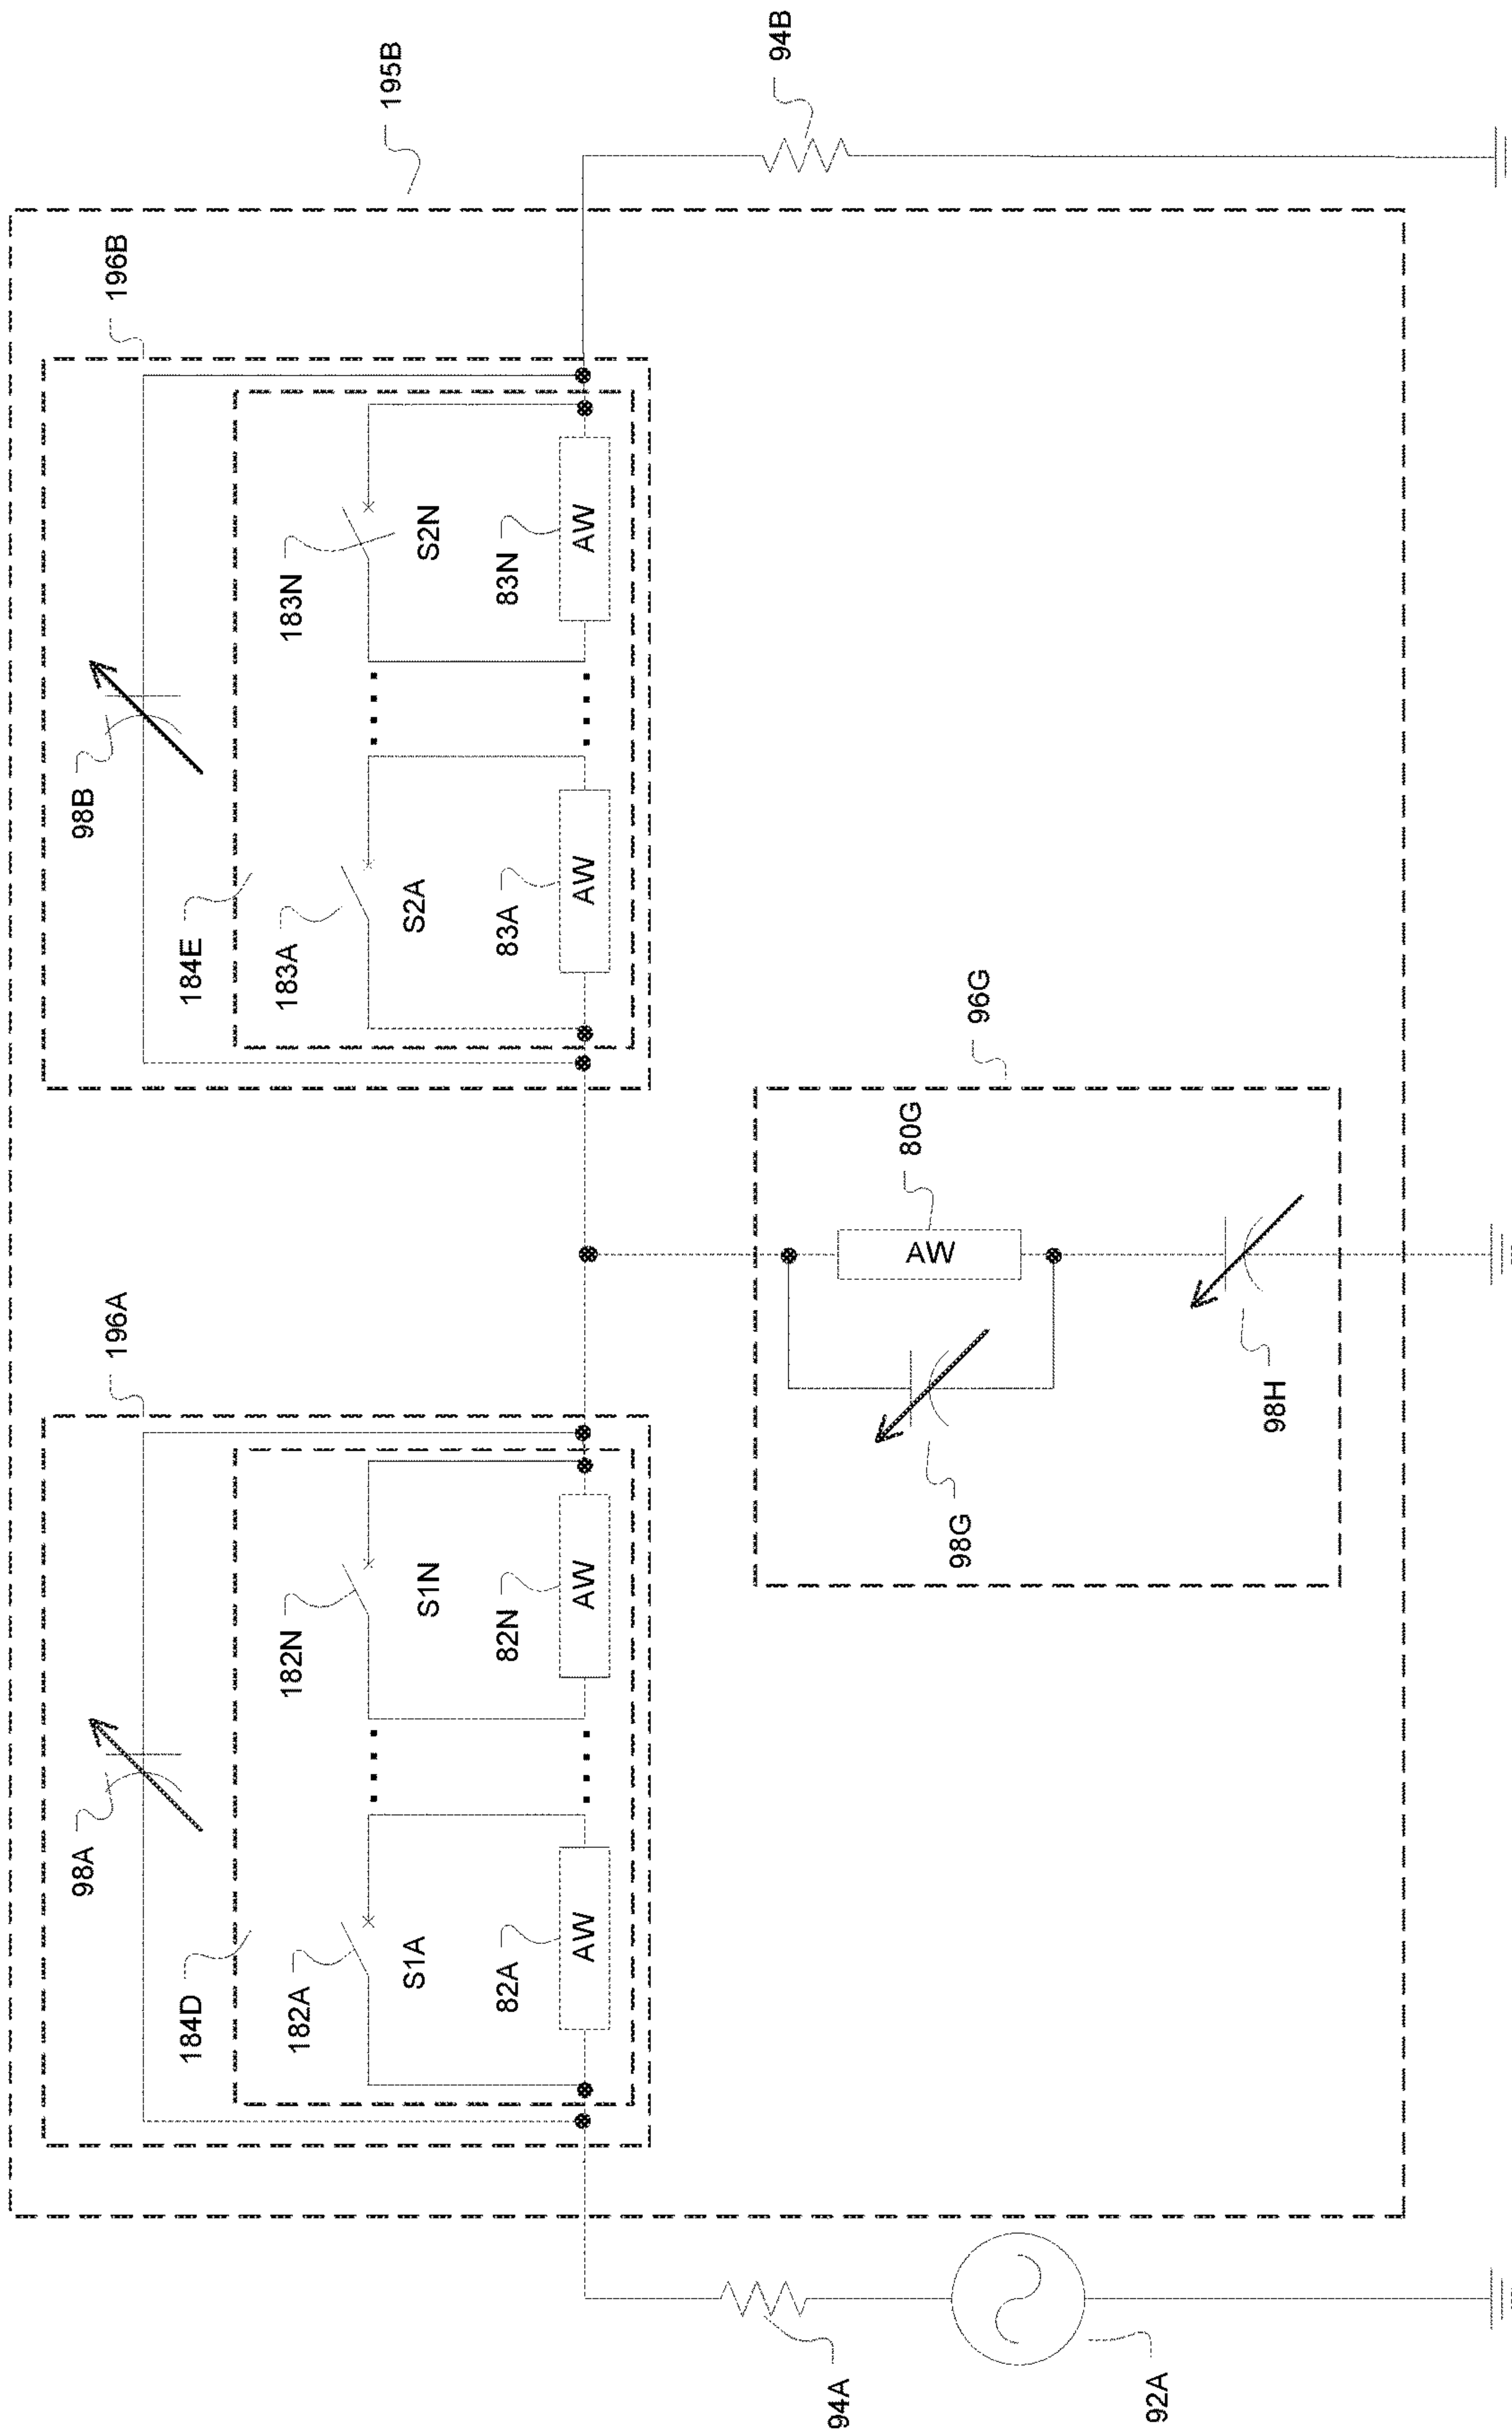 195B
196A
196B
98A
98B
184D
184E
182A
182N
183A
183N
S1A
S1N
S2A
S2N
82A
82N
83A
83N
AW
AW
AW
AW
94A
92A
94B
96G
80G
AW
98G
98H